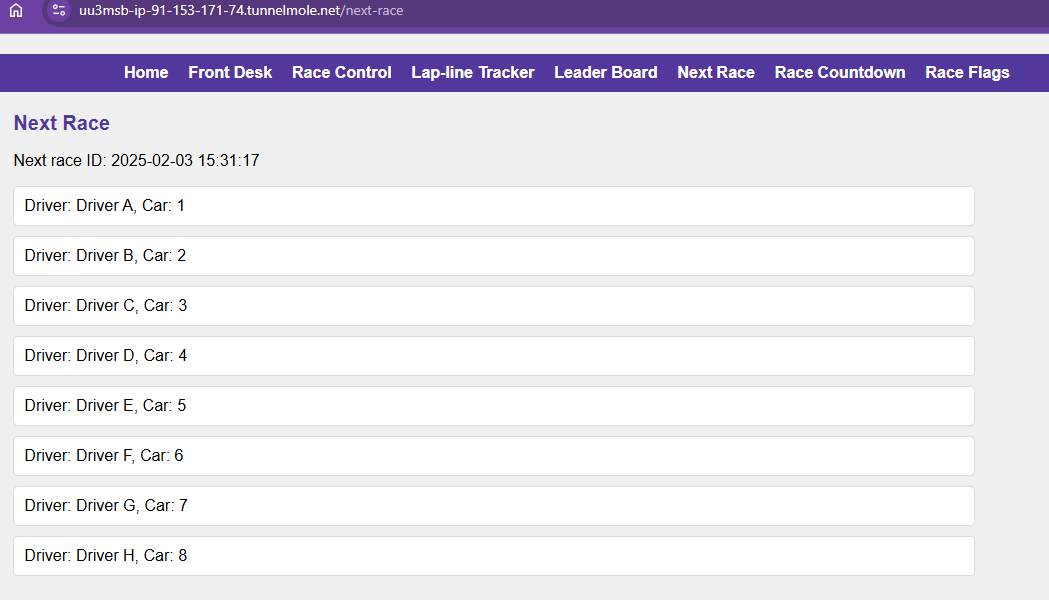 uu3msb-ip-91-153-171-74.tunnelmole.net/next-race
Home Front Desk Race Control Lap-line Tracker Leader Board Next Race Race Countdown Race Flags
Next Race
Next race ID: 2025-02-03 15:31:17
Driver: Driver A, Car: 1
Driver: Driver B, Car: 2
Driver: Driver C, Car: 3
Driver: Driver D, Car: 4
Driver: Driver E, Car: 5
Driver: Driver F, Car: 6
Driver: Driver G, Car: 7
Driver: Driver H, Car: 8